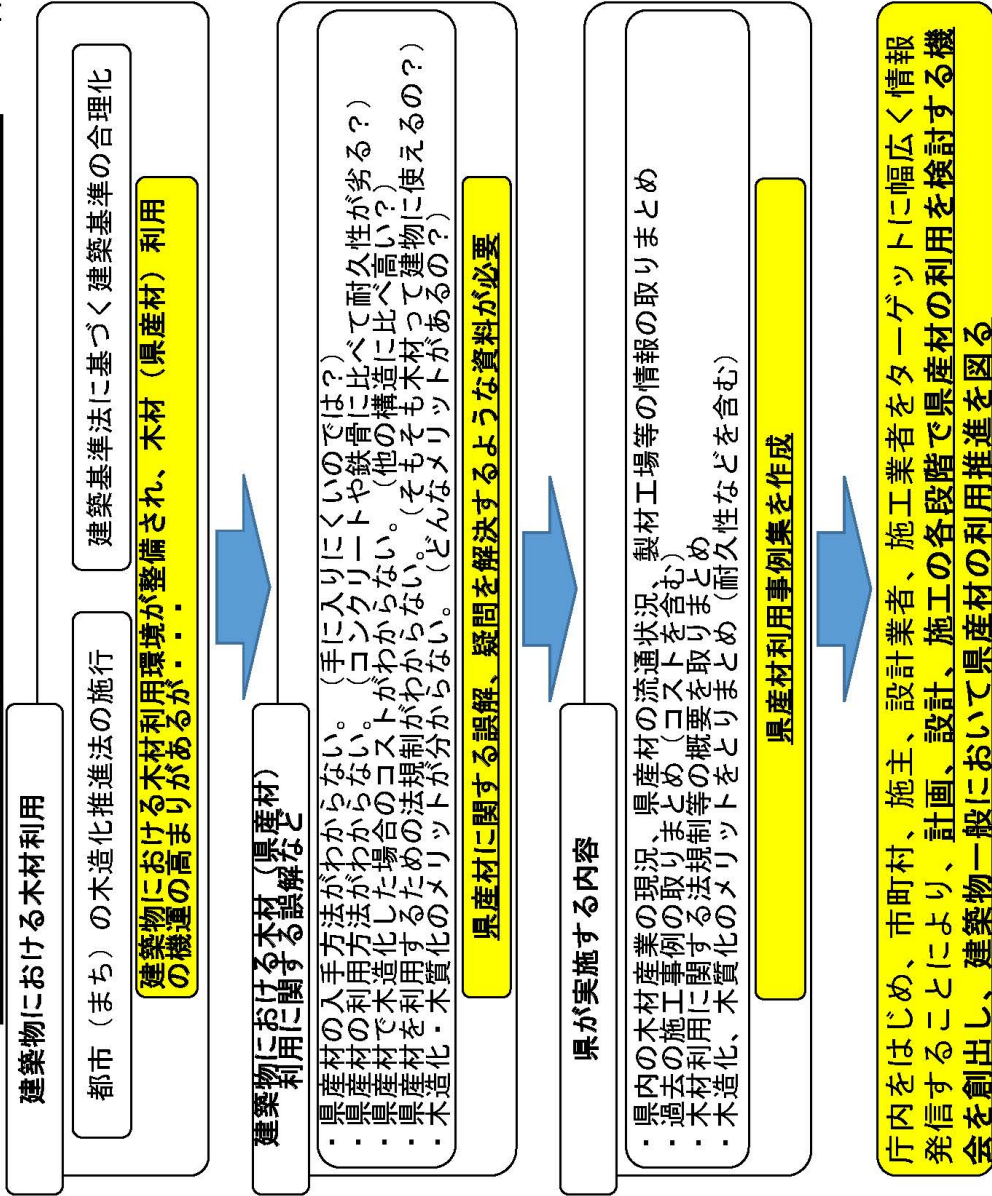 建築物における木材利用
都市（まち）の木造化推進法の施行
建築基準法に基づく建築基準の合理化
建築物における木材利用環境が整備され、木材（県産材）利用
の機運の高まりがあるが・・・
建築物における木材（県産材）
利用に関する誤解など
・県産材の入手方法がわからない。（手に入りにくいのでは？）
・県産材の利用方法がわからない。（コンクリートや鉄骨に比べて耐久性が劣る？）
・県産材で木造化した場合のコストがわからない。（他の構造に比べ高い？）
・県産材を利用するための法規制がわからない。（そもそも木材って建物に使えるの？）
・木造化・木質化のメリットが分からない。（どんなメリットがあるの？）
県産材に関する誤解、疑問を解決するような資料が必要
県が実施する内容
・県内の木材産業の現況、県産材の流通状況、製材工場等の情報の取りまとめ
・過去の施工事例の取りまとめ（コストを含む）
・木材利用に関する法規制等の概要を取りまとめ
・木造化、木質化のメリットをとりまとめ（耐久性などを含む）
県産材利用事例集を作成
庁内をはじめ、市町村、施主、設計業者、施工業者をターゲットに幅広く情報
発信することにより、計画、設計、施工の各段階で県産材の利用を検討する機
会を創出し、建築物一般において県産材の利用推進を図る